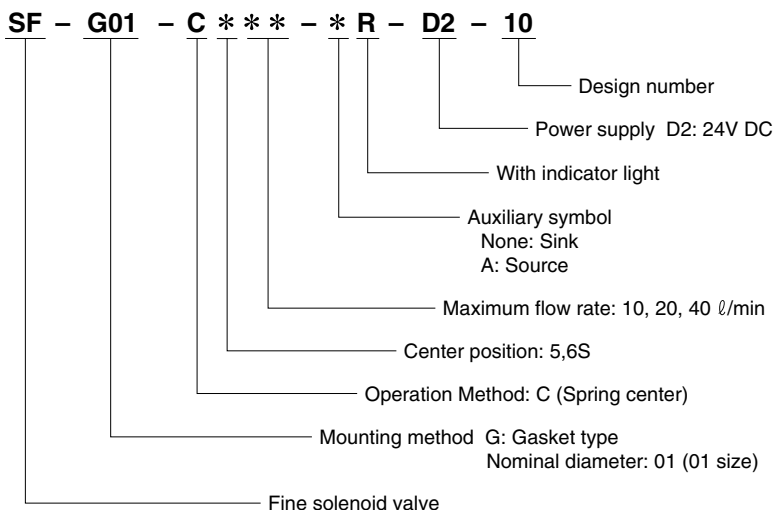 SF – G01 – C * * * – * R – D2 – 10
Design number
Power supply D2: 24V DC
With indicator light
Auxiliary symbol
None: Sink
A: Source
Maximum flow rate: 10, 20, 40 ℓ/min
Center position: 5,6S
Operation Method: C (Spring center)
Mounting method G: Gasket type
Nominal diameter: 01 (01 size)
Fine solenoid valve